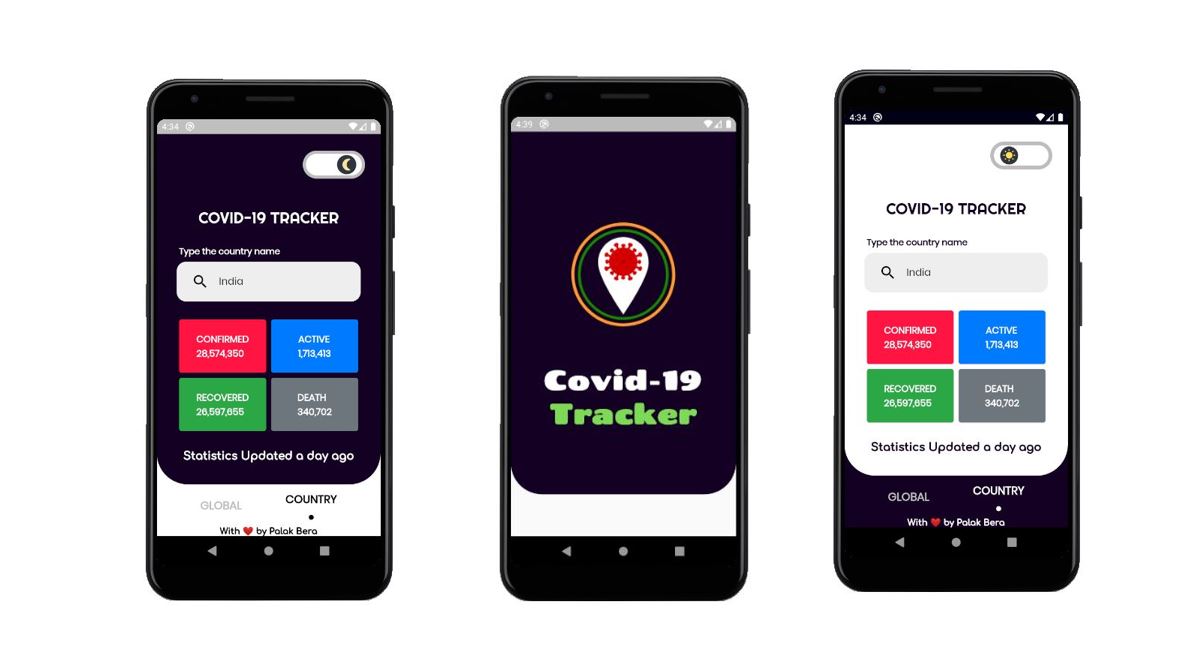 4:34
COVID-19 TRACKER
Type the country name
India
CONFIRMED
28,574,350
ACTIVE
1,713,413
RECOVERED
26,597,655
DEATH
340,702
Statistics Updated a day ago
GLOBAL
COUNTRY
With ❤️ by Palak Bera
4:39
Covid-19
Tracker
4:34
COVID-19 TRACKER
Type the country name
India
CONFIRMED
28,574,350
ACTIVE
1,713,413
RECOVERED
26,597,655
DEATH
340,702
Statistics Updated a day ago
GLOBAL
COUNTRY
With ❤️ by Palak Bera